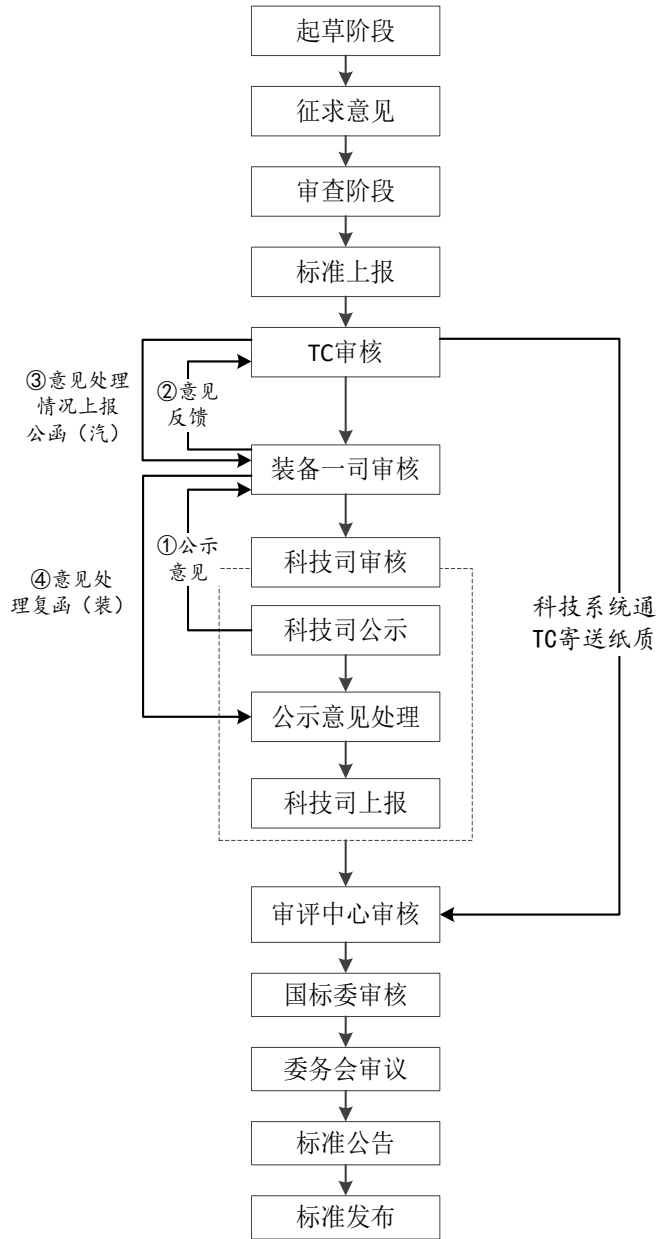 起草阶段
征求意见
审查阶段
标准上报
TC审核
③意见处理
情况上报
公函（汽）
②意见
反馈
装备一司审核
①公示
意见
科技司审核
④意见处
理复函（装）
科技司公示
科技系统通
TC寄送纸质
公示意见处理
科技司上报
审评中心审核
国标委审核
委务会审议
标准公告
标准发布